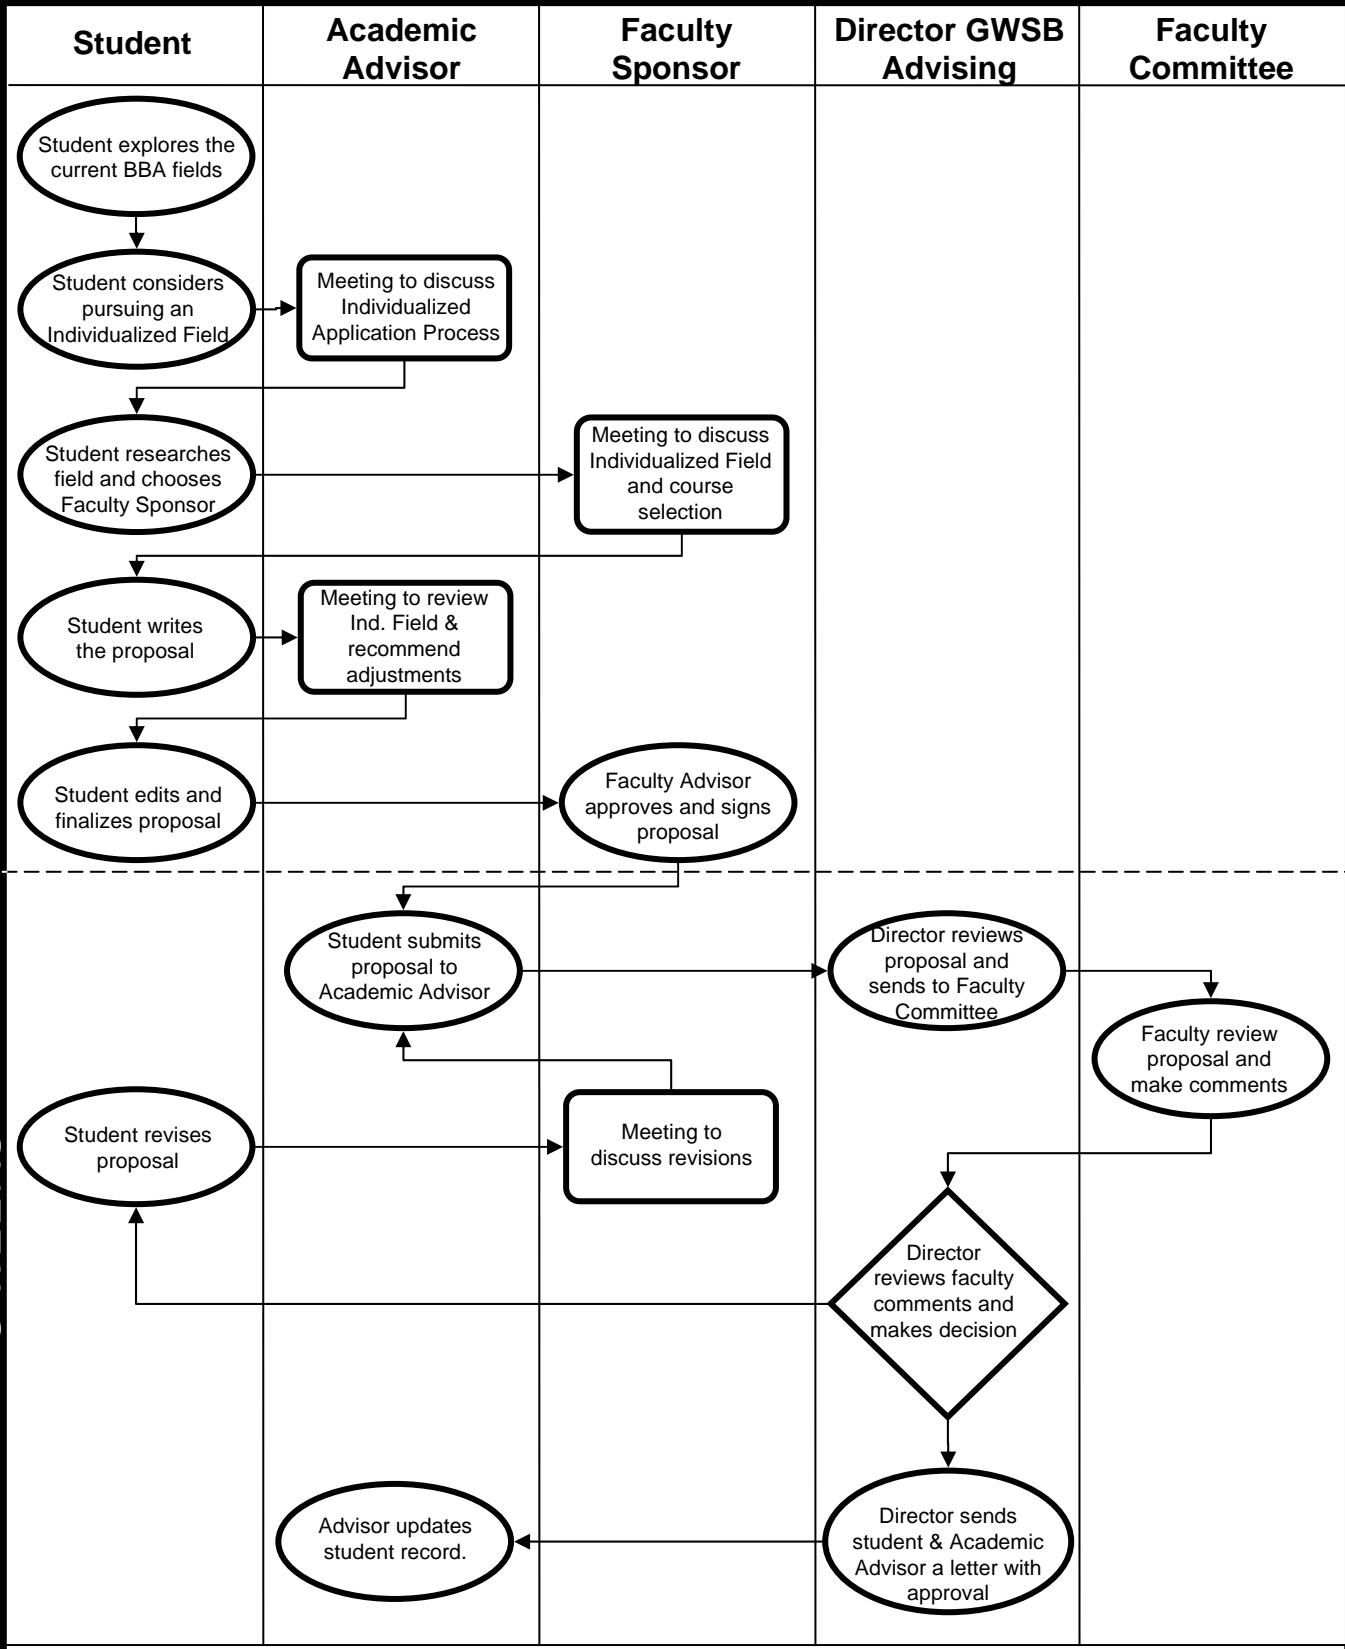 Student
Academic
Advisor
Faculty
Sponsor
Director GWSB
Advising
Faculty
Committee
Student explores the
current BBA fields
Student considers
pursuing an
Individualized Field
Meeting to discuss
Individualized
Application Process
Student researches
field and chooses
Faculty Sponsor
Meeting to discuss
Individualized Field
and course
selection
Student writes
the proposal
Meeting to review
Ind. Field &
recommend
adjustments
Student edits and
finalizes proposal
Faculty Advisor
approves and signs
proposal
Student submits
proposal to
Academic Advisor
Director reviews
proposal and
sends to Faculty
Committee
Faculty review
proposal and
make comments
Student revises
proposal
Meeting to
discuss revisions
Director
reviews faculty
comments and
makes decision
Advisor updates
student record.
Director sends
student & Academic
Advisor a letter with
approval